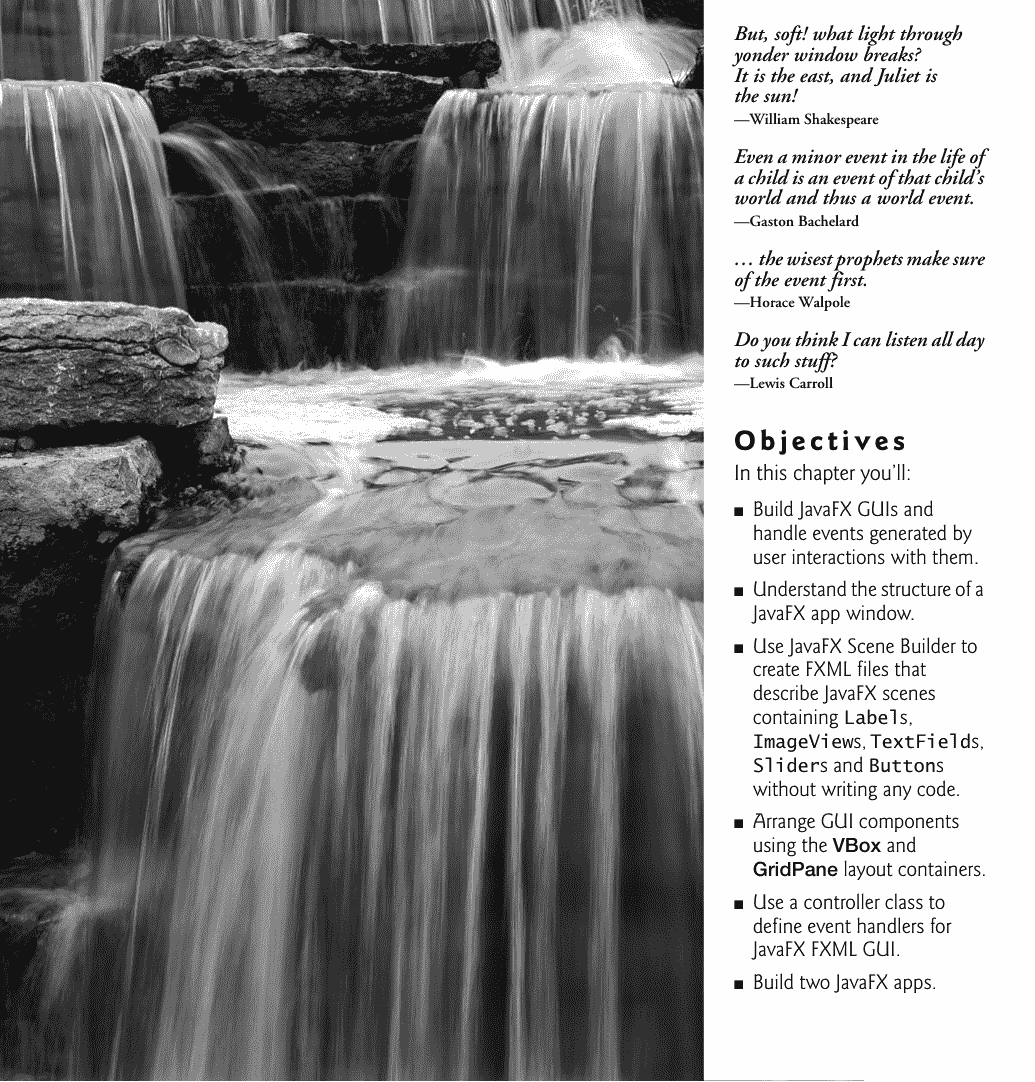 But, soft! what light through
yonder window breaks?
It is the east, and Juliet is
the sun!
—William Shakespeare
Even a minor event in the life of
a child is an event of that child’s
world and thus a world event.
—Gaston Bachelard
… the wisest prophets make sure
of the event first.
—Horace Walpole
Do you think I can listen all day
to such stuff?
—Lewis Carroll
Objectives
In this chapter you’ll:
■ Build JavaFX GUIs and
handle events generated by
user interactions with them.
■ Understand the structure of a
JavaFX app window.
■ Use JavaFX Scene Builder to
create FXML files that
describe JavaFX scenes
containing Labels,
ImageViews, TextFields,
Sliders and Buttons
without writing any code.
■ Arrange GUI components
using the VBox and
GridPane layout containers.
■ Use a controller class to
define event handlers for
JavaFX FXML GUI.
■ Build two JavaFX apps.